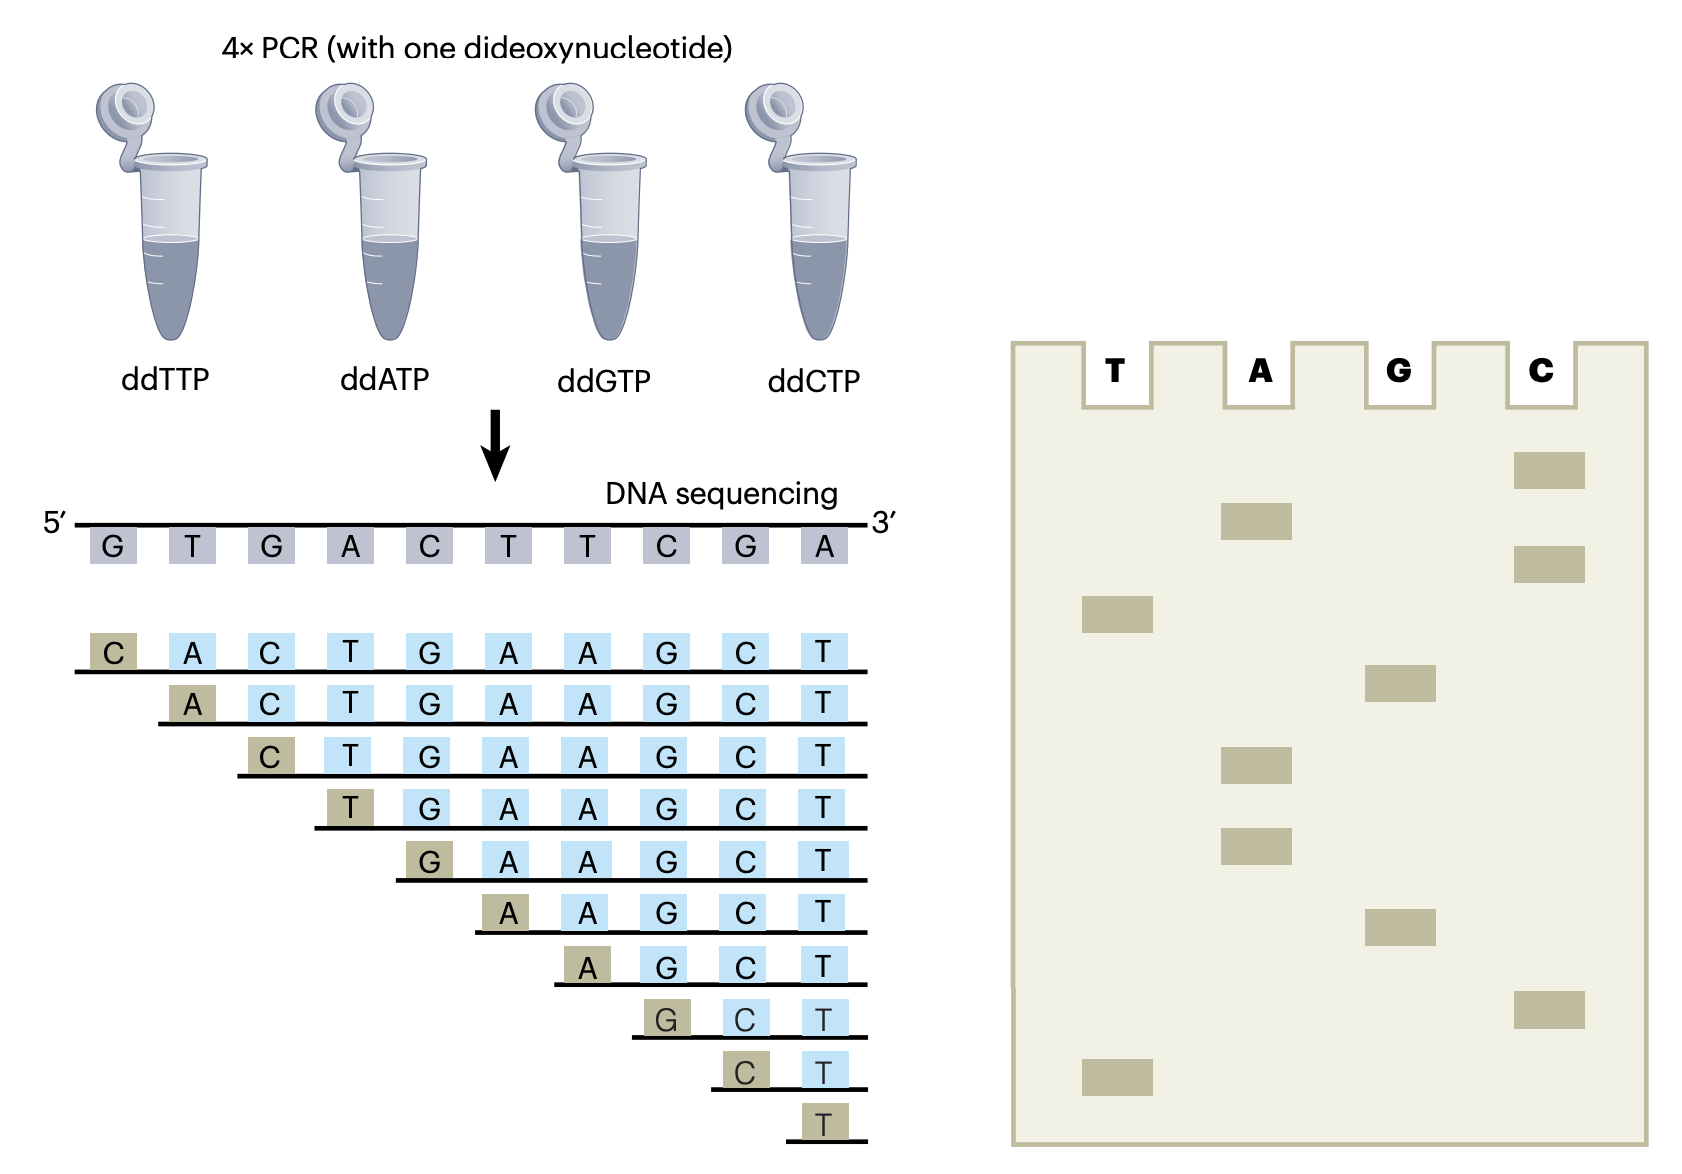 4× PCR (with one dideoxynucleotide)
ddTTP ddATP ddGTP ddCTP
DNA sequencing
5′ 3′
G T G A C T T C G A
C A C T G A A G C T
A C T G A A G C T
C T G A A G C T
T G A A G C T
G A A G C T
A A G C T
A G C T
G C T
C T
T
T A G C